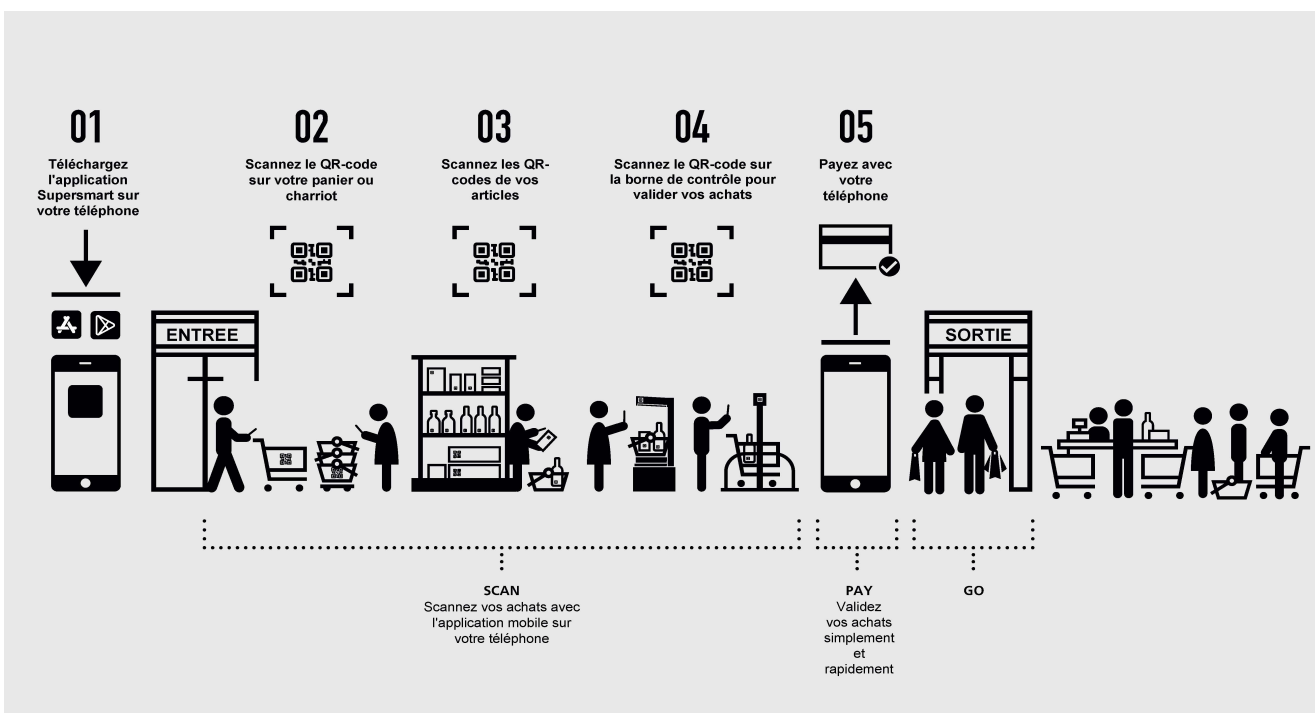 01
Téléchargez
l'application
Supersmart sur
votre téléphone
02
Scannez le QR-code
sur votre panier ou
charriot
03
Scannez les QR-
codes de vos
articles
04
Scannez le QR-code sur
la borne de contrôle pour
valider vos achats
05
Payez avec
votre
téléphone
ENTREE
SORTIE
SCAN
Scannez vos achats avec
l'application mobile sur
votre téléphone
PAY
Validez
vos achats
simplement
et
rapidement
GO